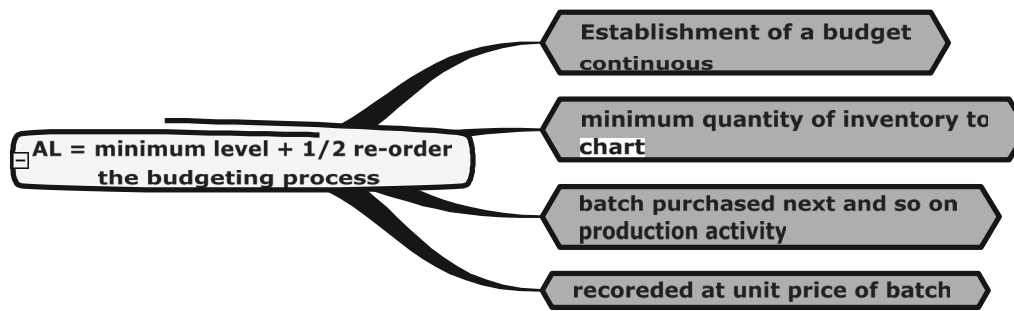 AL = minimum level + 1/2 re-order
the budgeting process
Establishment of a budget
continuous
minimum quantity of inventory to
chart
batch purchased next and so on
production activity
recoreded at unit price of batch